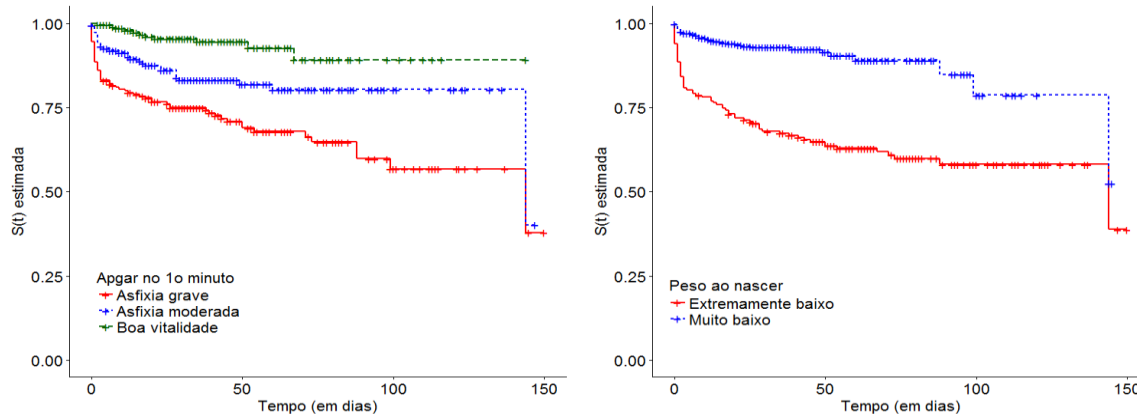 S(t) estimada
1.00
0.75
0.50
0.25
0.00
Apgar no 1o minuto
Asfixia grave
Asfixia moderada
Boa vitalidade
0 50 100 150
Tempo (em dias)
S(t) estimada
1.00
0.75
0.50
0.25
0.00
Peso ao nascer
Extremamente baixo
Muito baixo
0 50 100 150
Tempo (em dias)